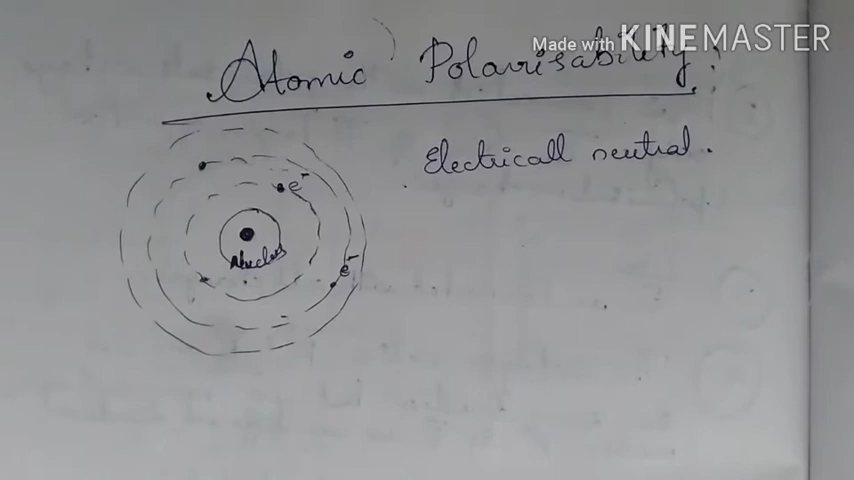 Made with KINEMASTER
Atomic Polarisability:
Electricall neutral.
e⁻
Nucleus
e⁻